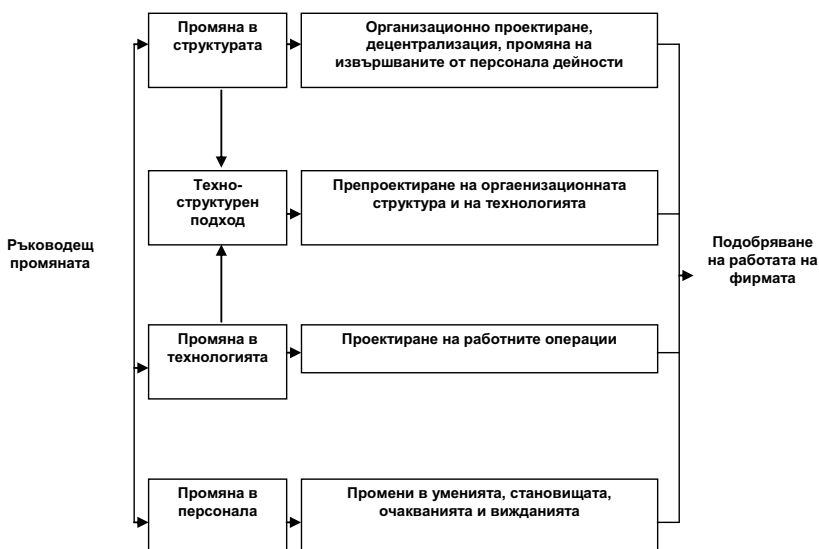 Промяна в
структурата
Организационно проектиране,
децентрализация, промяна на
извършваните от персонала дейности
Техно-
структурен
подход
Препроектиране на оргаенизационната
структура и на технологията
Ръководещ
промяната
Подобряване
на работата на
фирмата
Промяна в
технологията
Проектиране на работните операции
Промяна в
персонала
Промени в уменията, становищата,
очакванията и вижданията